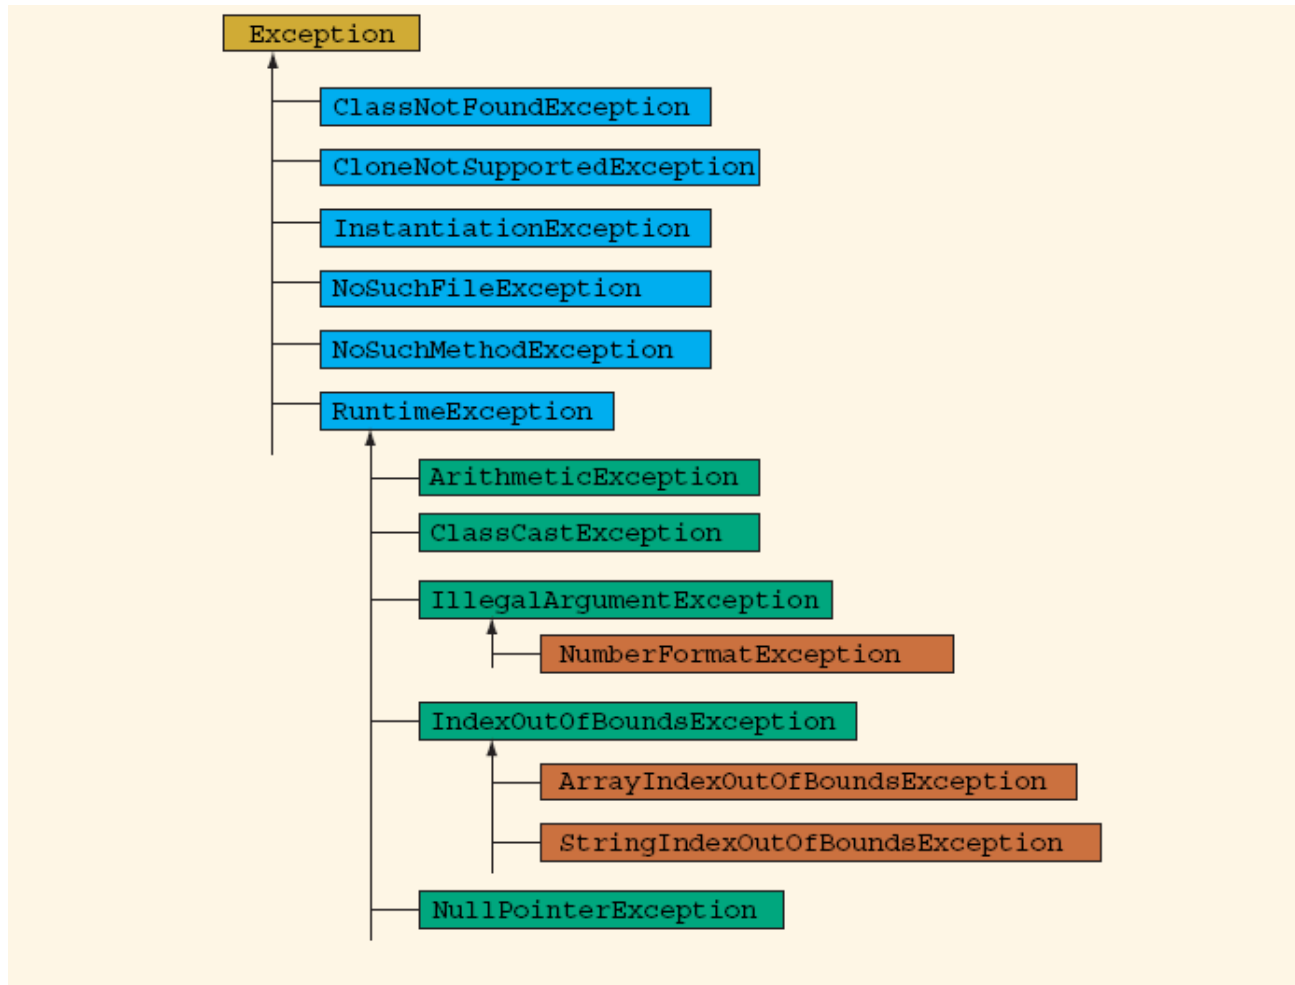 Exception
ClassNotFoundException
CloneNotSupportedException
InstantiationException
NoSuchFileException
NoSuchMethodException
RuntimeException
ArithmeticException
ClassCastException
IllegalArgumentException
NumberFormatException
IndexOutOfBoundsException
ArrayIndexOutOfBoundsException
StringIndexOutOfBoundsException
NullPointerException